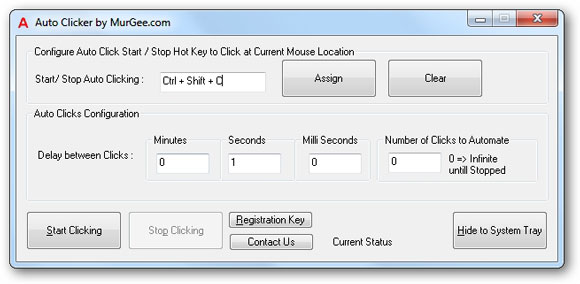 A Auto Clicker by MurGee.com
Configure Auto Click Start / Stop Hot Key to Click at Current Mouse Location
Start/ Stop Auto Clicking : Ctrl + Shift + C Assign Clear
Auto Clicks Configuration
Minutes Seconds Milli Seconds Number of Clicks to Automate
Delay between Clicks : 0 1 0 0 0 => Infinite
untill Stopped
Start Clicking Stop Clicking Registration Key Hide to System Tray
Contact Us Current Status